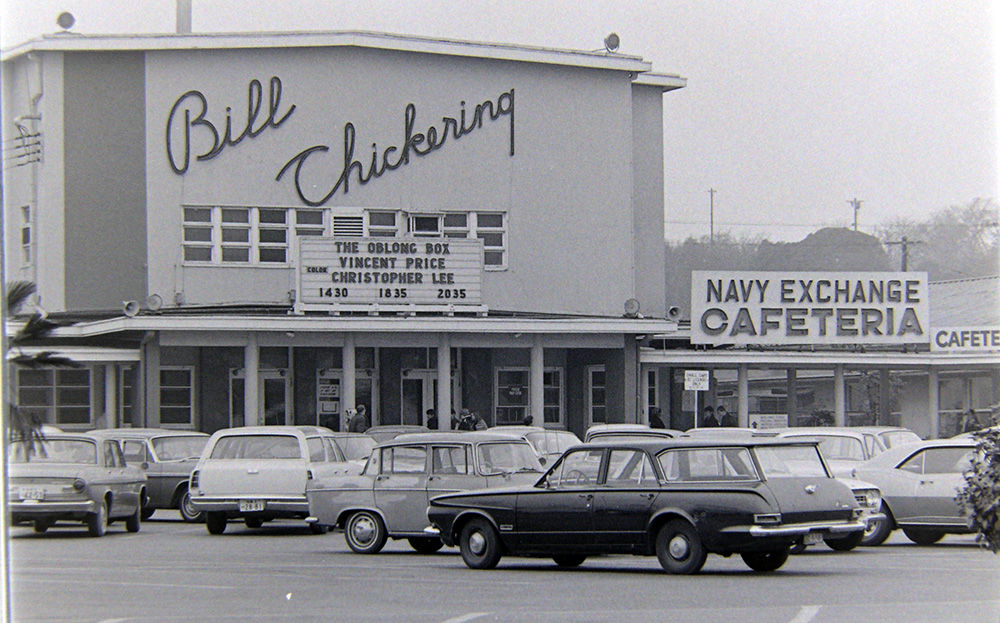 Bill
Chickering
THE OBLONG BOX
VINCENT PRICE
COLOR
CHRISTOPHER LEE
1430 1835 2035
NAVY EXCHANGE
CAFETERIA
CAFETE